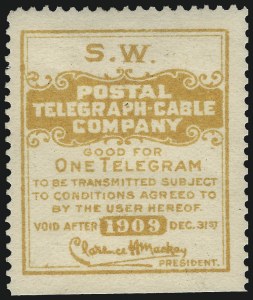 S.W.
POSTAL
TELEGRAPH-CABLE
COMPANY
GOOD FOR
ONE TELEGRAM
TO BE TRANSMITTED SUBJECT
TO CONDITIONS AGREED TO
BY THE USER HEREOF.
VOID AFTER 1909 DEC. 31ST
Clarence H Mackay
PRESIDENT.